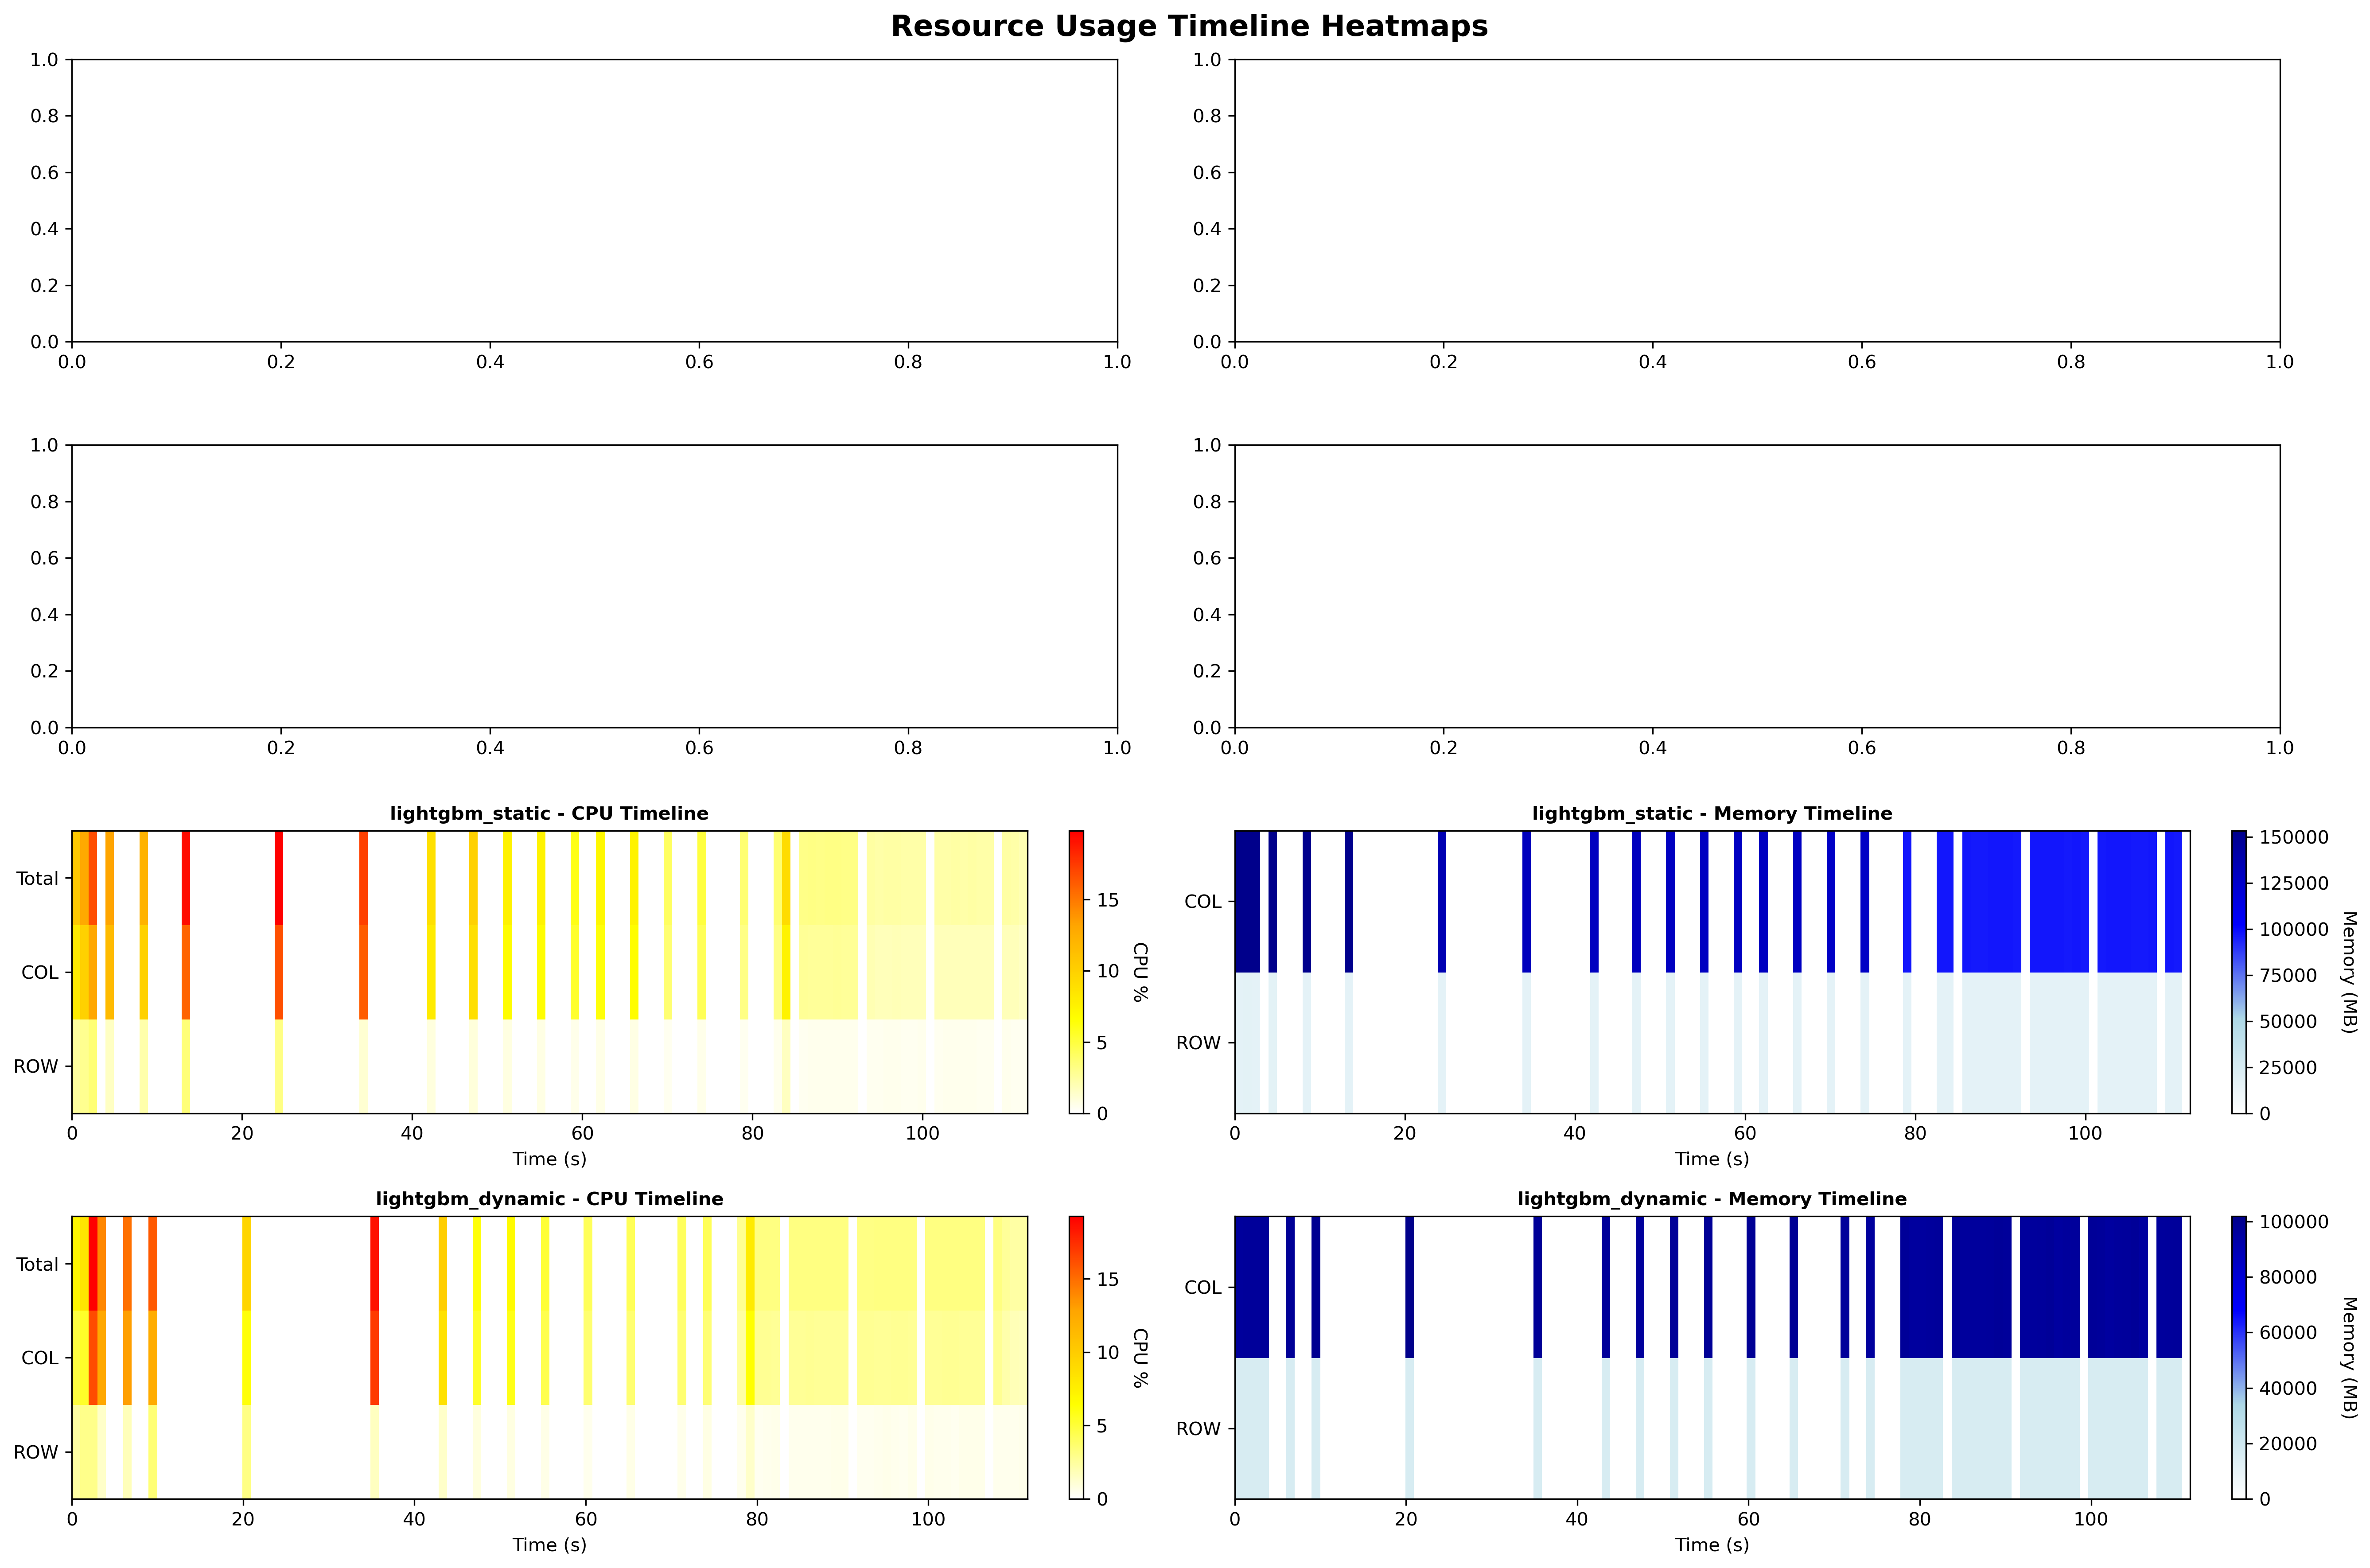 Resource Usage Timeline Heatmaps
1.0
0.8
0.6
0.4
0.2
0.0
0.0 0.2 0.4 0.6 0.8 1.0
1.0
0.8
0.6
0.4
0.2
0.0
0.0 0.2 0.4 0.6 0.8 1.0
1.0
0.8
0.6
0.4
0.2
0.0
0.0 0.2 0.4 0.6 0.8 1.0
1.0
0.8
0.6
0.4
0.2
0.0
0.0 0.2 0.4 0.6 0.8 1.0
lightgbm_static - CPU Timeline
Total
COL
ROW
0 20 40 60 80 100
Time (s)
15
10
5
0
CPU %
lightgbm_static - Memory Timeline
COL
ROW
0 20 40 60 80 100
Time (s)
150000
125000
100000
75000
50000
25000
0
Memory (MB)
lightgbm_dynamic - CPU Timeline
Total
COL
ROW
0 20 40 60 80 100
Time (s)
15
10
5
0
CPU %
lightgbm_dynamic - Memory Timeline
COL
ROW
0 20 40 60 80 100
Time (s)
100000
80000
60000
40000
20000
0
Memory (MB)